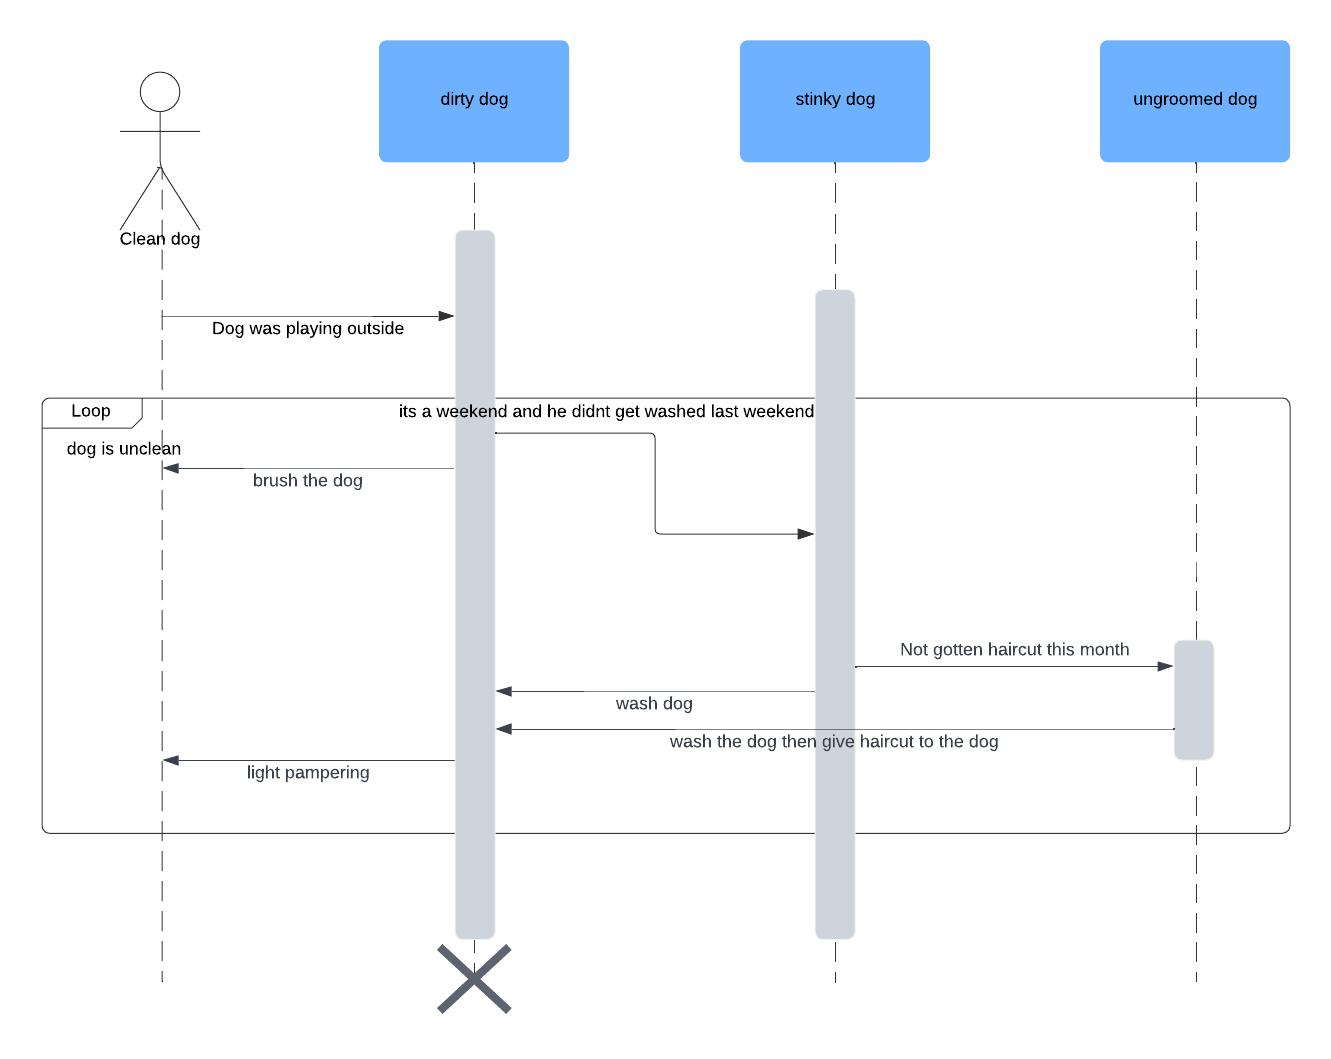 dirty dog
stinky dog
ungroomed dog
Clean dog
Dog was playing outside
Loop
its a weekend and he didnt get washed last weekend
dog is unclean
brush the dog
Not gotten haircut this month
wash dog
wash the dog then give haircut to the dog
light pampering